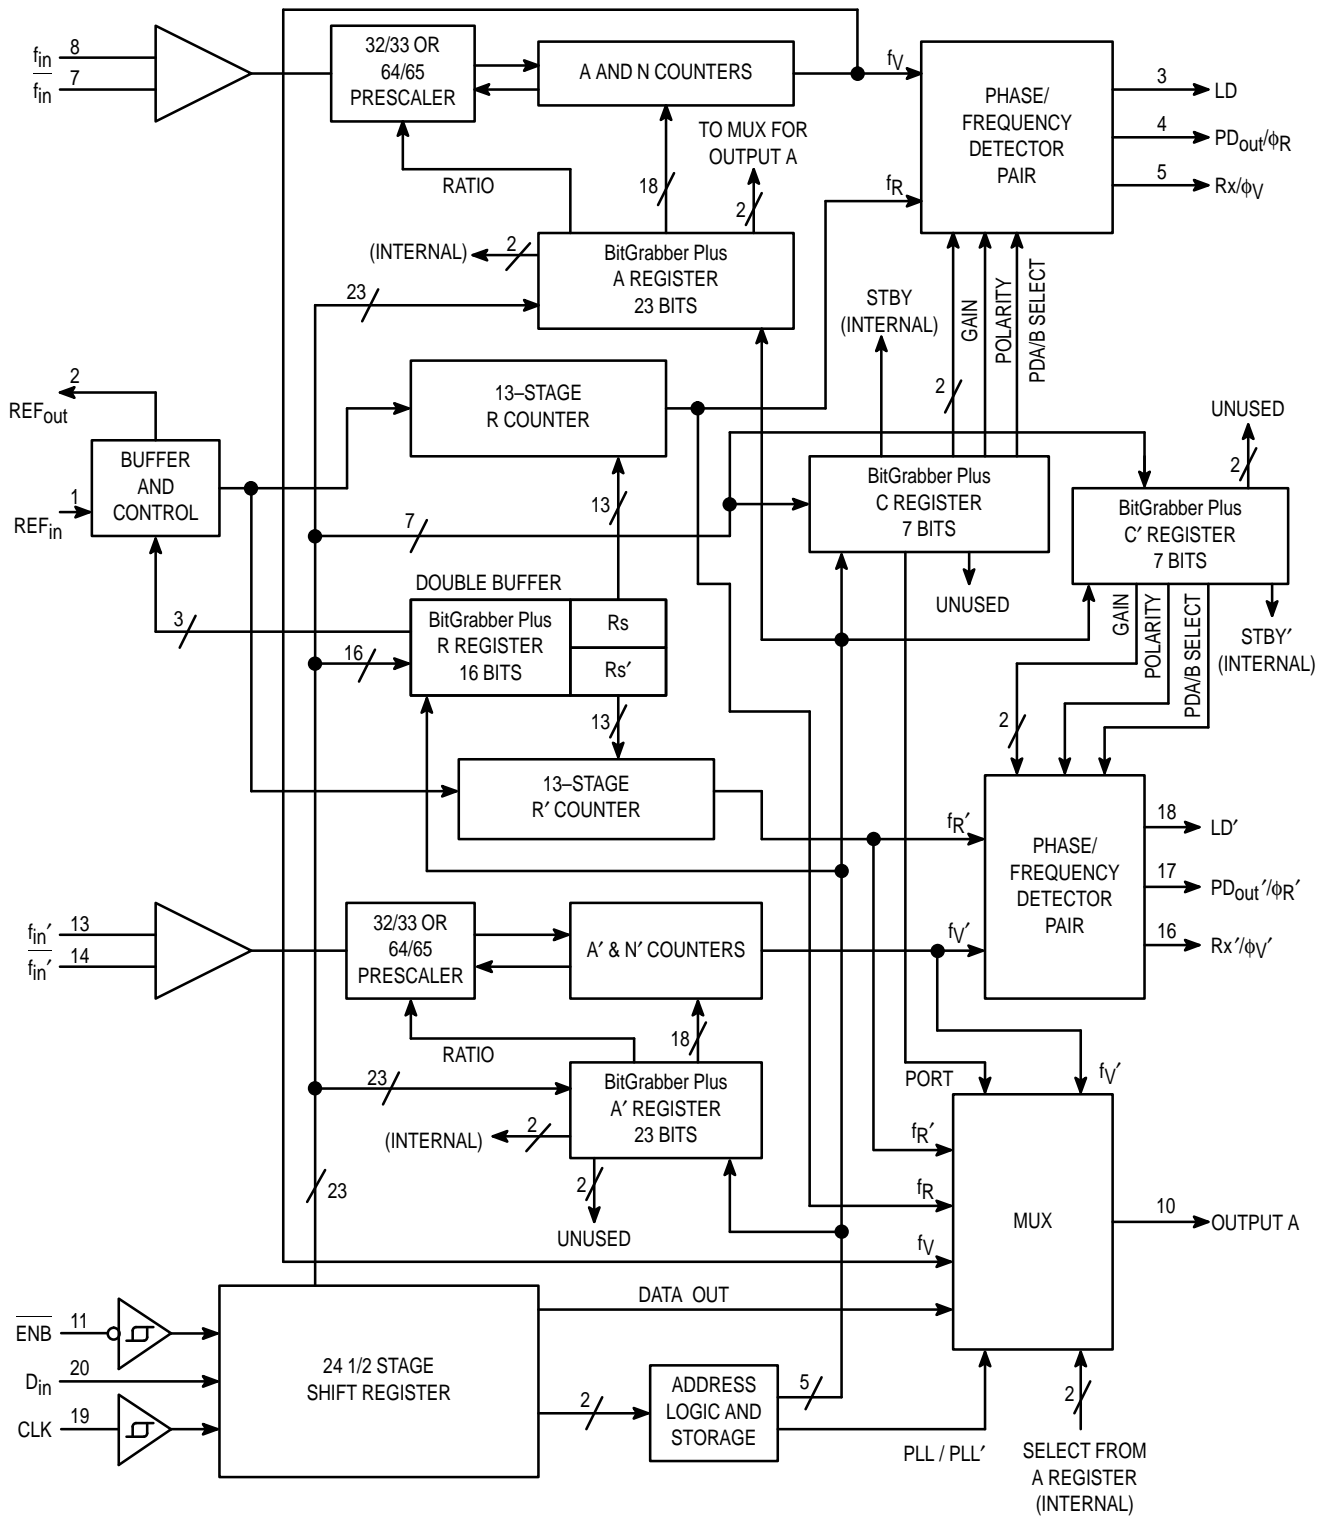 8
fin
7
fin
32/33 OR
64/65
PRESCALER
A AND N COUNTERS
fV
PHASE/
FREQUENCY
DETECTOR
PAIR
3
LD
4
PDout/ϕR
5
Rx/ϕV
TO MUX FOR
OUTPUT A
RATIO
18
2
fR
(INTERNAL)
2
BitGrabber Plus
A REGISTER
23 BITS
23
STBY
(INTERNAL)
GAIN
POLARITY
PDA/B SELECT
2
2
REFout
13–STAGE
R COUNTER
UNUSED
2
BUFFER
AND
CONTROL
1
REFin
13
7
BitGrabber Plus
C REGISTER
7 BITS
BitGrabber Plus
C′ REGISTER
7 BITS
DOUBLE BUFFER
UNUSED
3
BitGrabber Plus
R REGISTER
16 BITS
Rs
Rs′
16
GAIN
POLARITY
PDA/B SELECT
STBY′
(INTERNAL)
13
2
13–STAGE
R′ COUNTER
fR′
PHASE/
FREQUENCY
DETECTOR
PAIR
18
LD′
17
PDout′/ϕR′
16
Rx′/ϕV′
13
fin′
14
fin′
32/33 OR
64/65
PRESCALER
A′ & N′ COUNTERS
fV′
RATIO
18
23
BitGrabber Plus
A′ REGISTER
23 BITS
(INTERNAL)
2
2
UNUSED
23
PORT
fV′
fR′
fR
fV
MUX
10
OUTPUT A
DATA OUT
ENB
11
Din
20
CLK
19
24 1/2 STAGE
SHIFT REGISTER
2
ADDRESS
LOGIC AND
STORAGE
5
PLL / PLL′
2
SELECT FROM
A REGISTER
(INTERNAL)